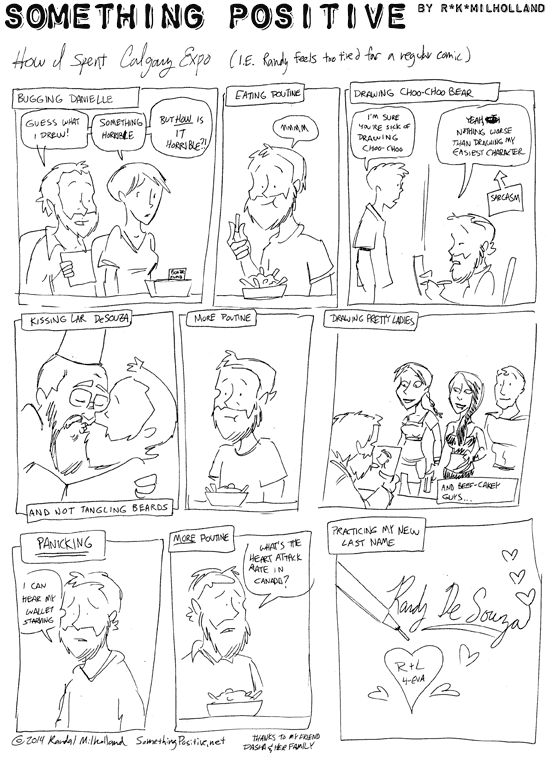 SOMETHING POSITIVE BY R*K*MILHOLLAND
How I Spent Calgary Expo (I.E. Randy feels too tired for a regular comic)
BUGGING DANIELLE
GUESS WHAT
I DREW!
SOMETHING
HORRIBLE
BUT HOW IS
IT
HORRIBLE?!
EATING POUTINE
MMMM
DRAWING CHOO-CHOO BEAR
I'M SURE
YOU'RE SICK OF
DRAWING
CHOO-CHOO
YEAH
NOTHING WORSE
THAN DRAWING MY
EASIEST CHARACTER
SARCASM
KISSING LAR DESOUZA
AND NOT TANGLING BEARDS
MORE POUTINE
DRAWING PRETTY LADIES
AND BEEF-CAKEY
GUYS...
PANICKING
I CAN
HEAR MY
WALLET
STARVING
MORE POUTINE
WHAT'S THE
HEART ATTACK
RATE IN
CANADA?
PRACTICING MY NEW
LAST NAME
Randy De Souza
R+L
4-EVA
©2014 Randal Milholland SomethingPositive.net
THANKS TO MY FRIEND
DASHA & HER FAMILY